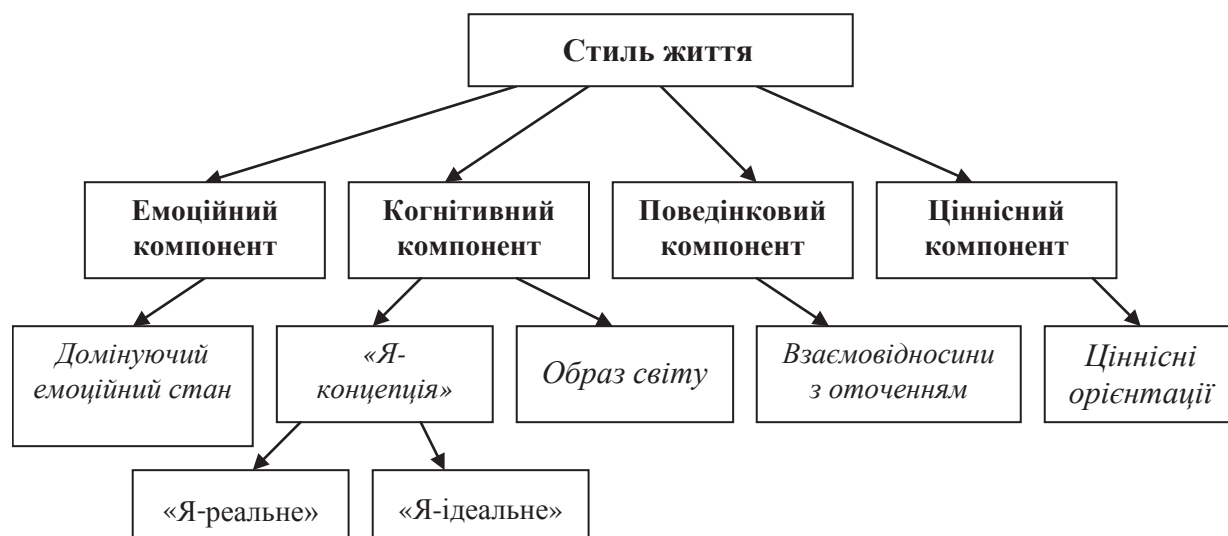 Стиль життя
Емоційний
компонент
Когнітивний
компонент
Поведінковий
компонент
Ціннісний
компонент
Домінуючий
емоційний стан
«Я-
концепція»
Образ світу
Взаємовідносини
з оточенням
Ціннісні
орієнтації
«Я-реальне»
«Я-ідеальне»